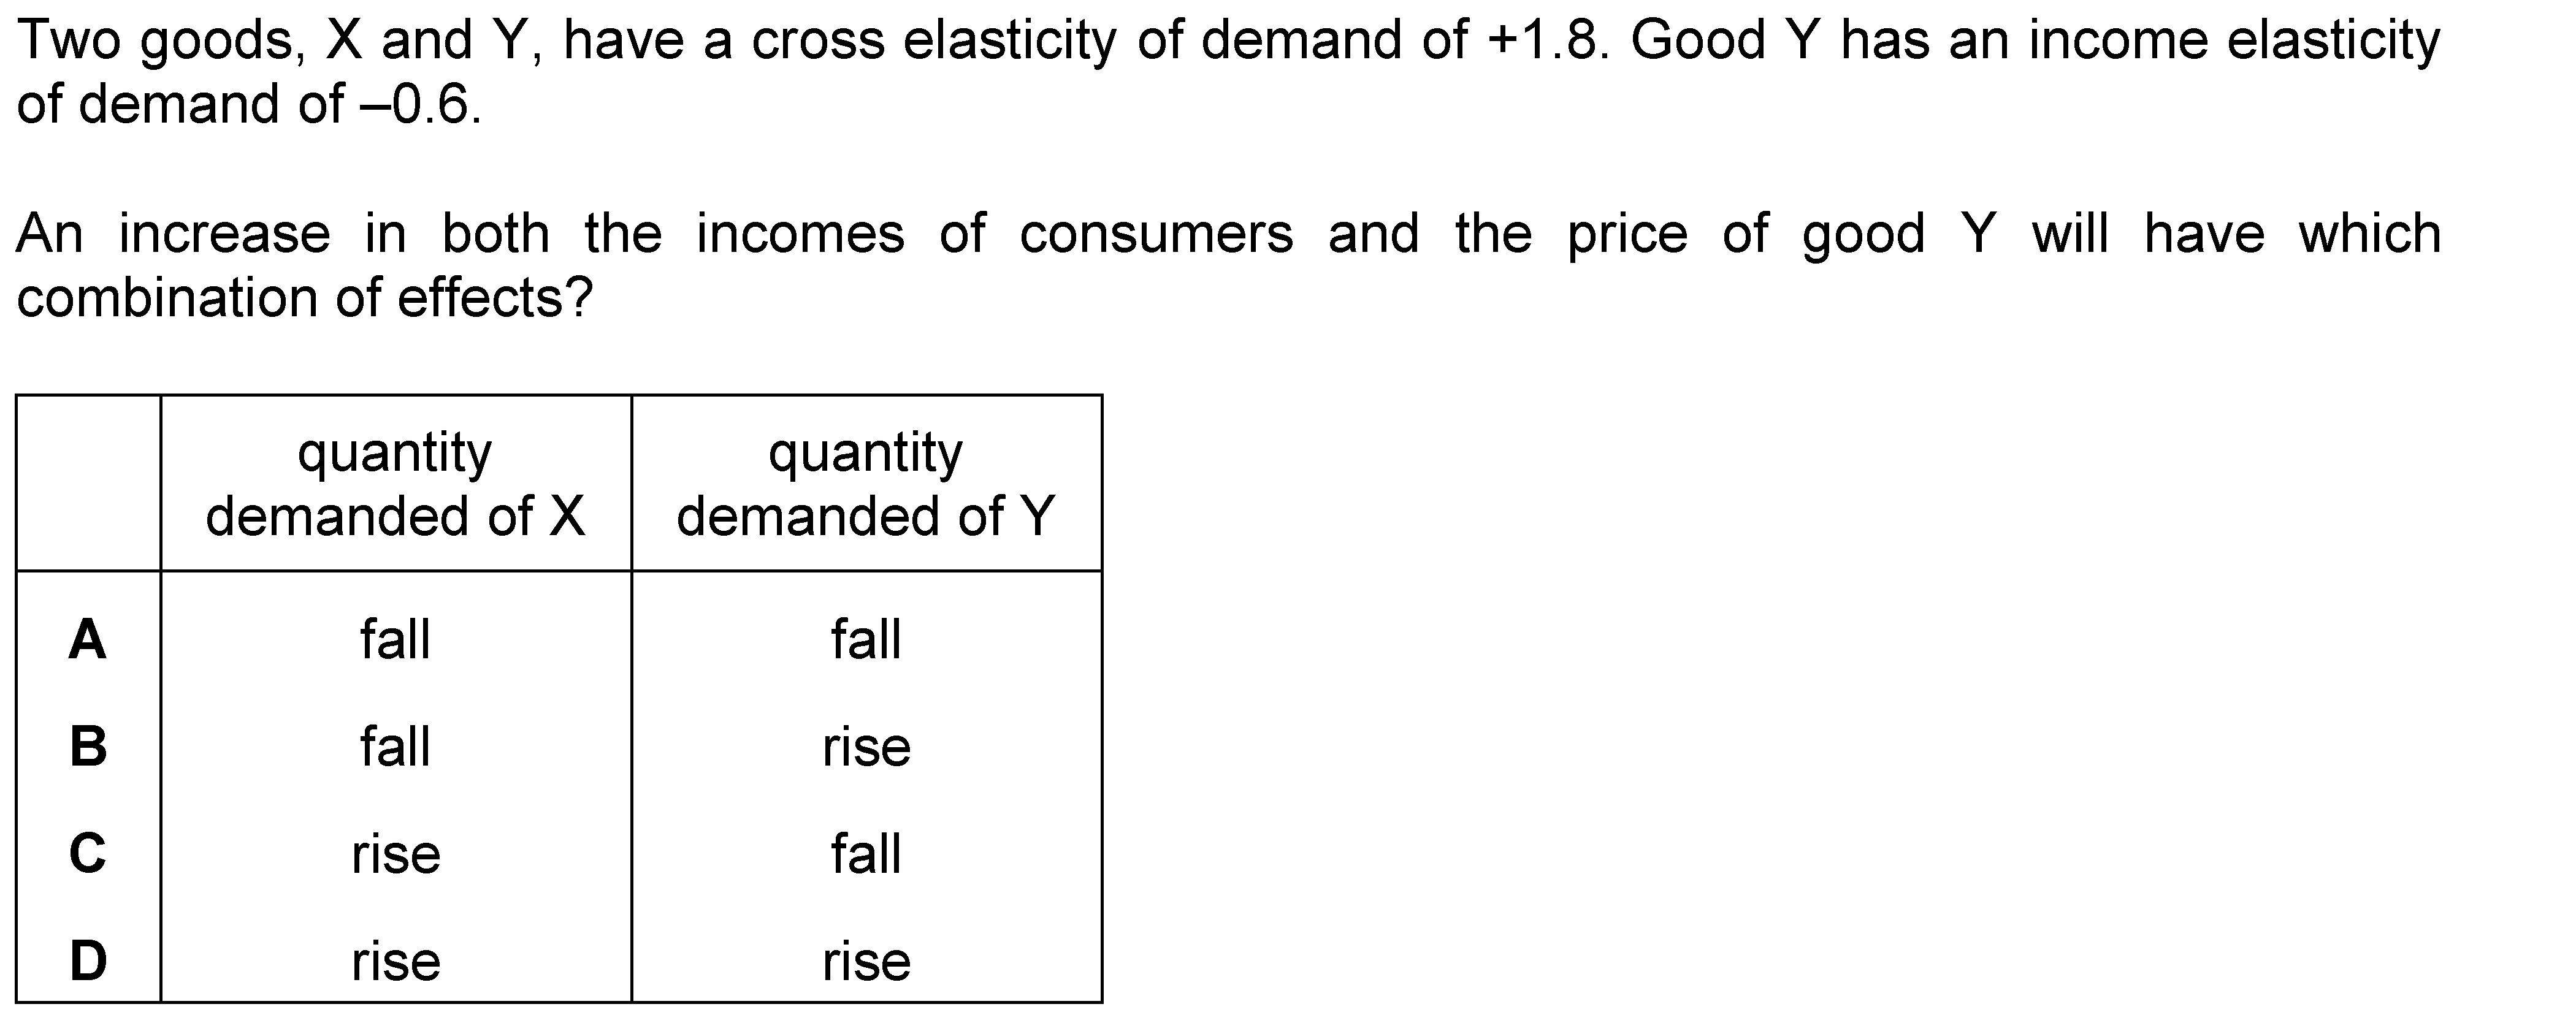 Two goods, X and Y, have a cross elasticity of demand of +1.8. Good Y has an income elasticity
of demand of –0.6.
An increase in both the incomes of consumers and the price of good Y will have which
combination of effects?
quantity demanded of X quantity demanded of Y
A fall fall
B fall rise
C rise fall
D rise rise